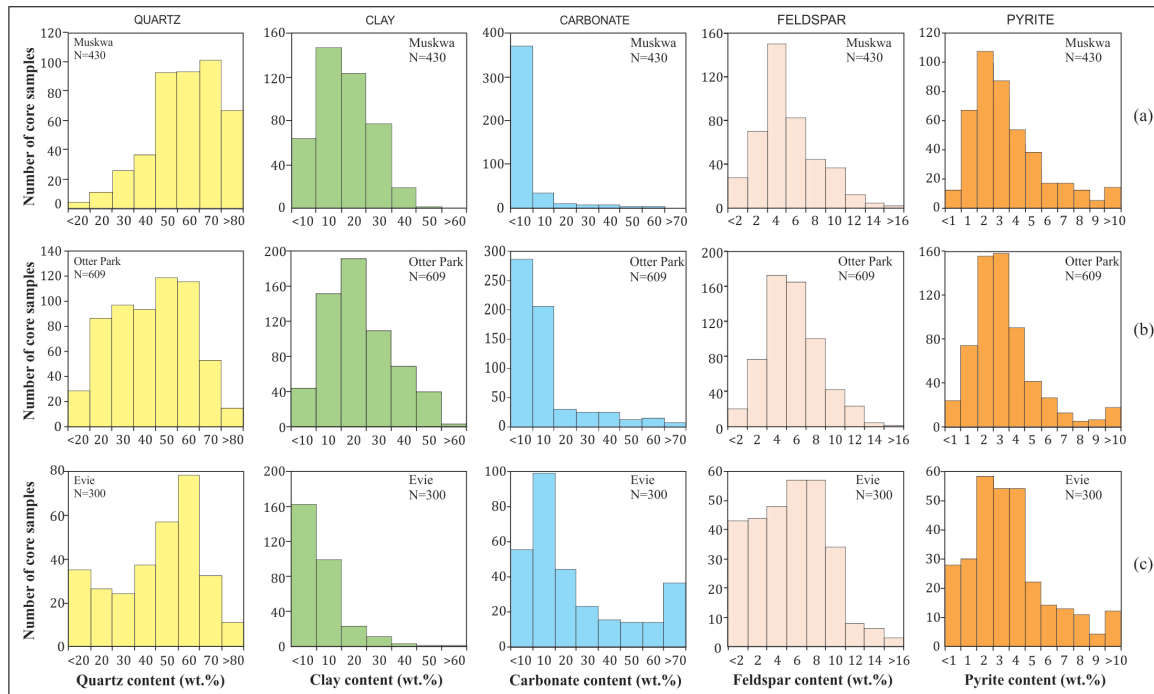 QUARTZ CLAY CARBONATE FELDSPAR PYRITE
Number of core samples
120
100
80
60
40
20
0
Muskwa
N=430
<20 20 30 40 50 60 70 >80
160
120
80
40
0
Muskwa
N=430
<10 10 20 30 40 50 >60
400
300
200
100
0
Muskwa
N=430
<10 10 20 30 40 50 60 >70
160
120
80
40
0
Muskwa
N=430
<2 2 4 6 8 10 12 14 >16
120
100
80
60
40
20
0
Muskwa
N=430
<1 1 2 3 4 5 6 7 8 9 >10
(a)
Number of core samples
140
120
100
80
60
40
20
0
Otter Park
N=609
<20 20 30 40 50 60 70 >80
200
160
120
80
40
0
Otter Park
N=609
<10 10 20 30 40 50 >60
300
250
200
150
100
50
0
Otter Park
N=609
<10 10 20 30 40 50 60 >70
200
160
120
80
40
0
Otter Park
N=609
<2 2 4 6 8 10 12 14 >16
160
120
80
40
0
Otter Park
N=609
<1 1 2 3 4 5 6 7 8 9 >10
(b)
Number of core samples
80
60
40
20
0
Evie
N=300
<20 20 30 40 50 60 70 >80
Quartz content (wt.%)
200
160
120
80
40
0
Evie
N=300
<10 10 20 30 40 50 >60
Clay content (wt.%)
100
80
60
40
20
0
Evie
N=300
<10 10 20 30 40 50 60 >70
Carbonate content (wt.%)
60
50
40
30
20
10
0
Evie
N=300
<2 2 4 6 8 10 12 14 >16
Feldspar content (wt.%)
60
50
40
30
20
10
0
Evie
N=300
<1 1 2 3 4 5 6 7 8 9 >10
Pyrite content (wt.%)
(c)